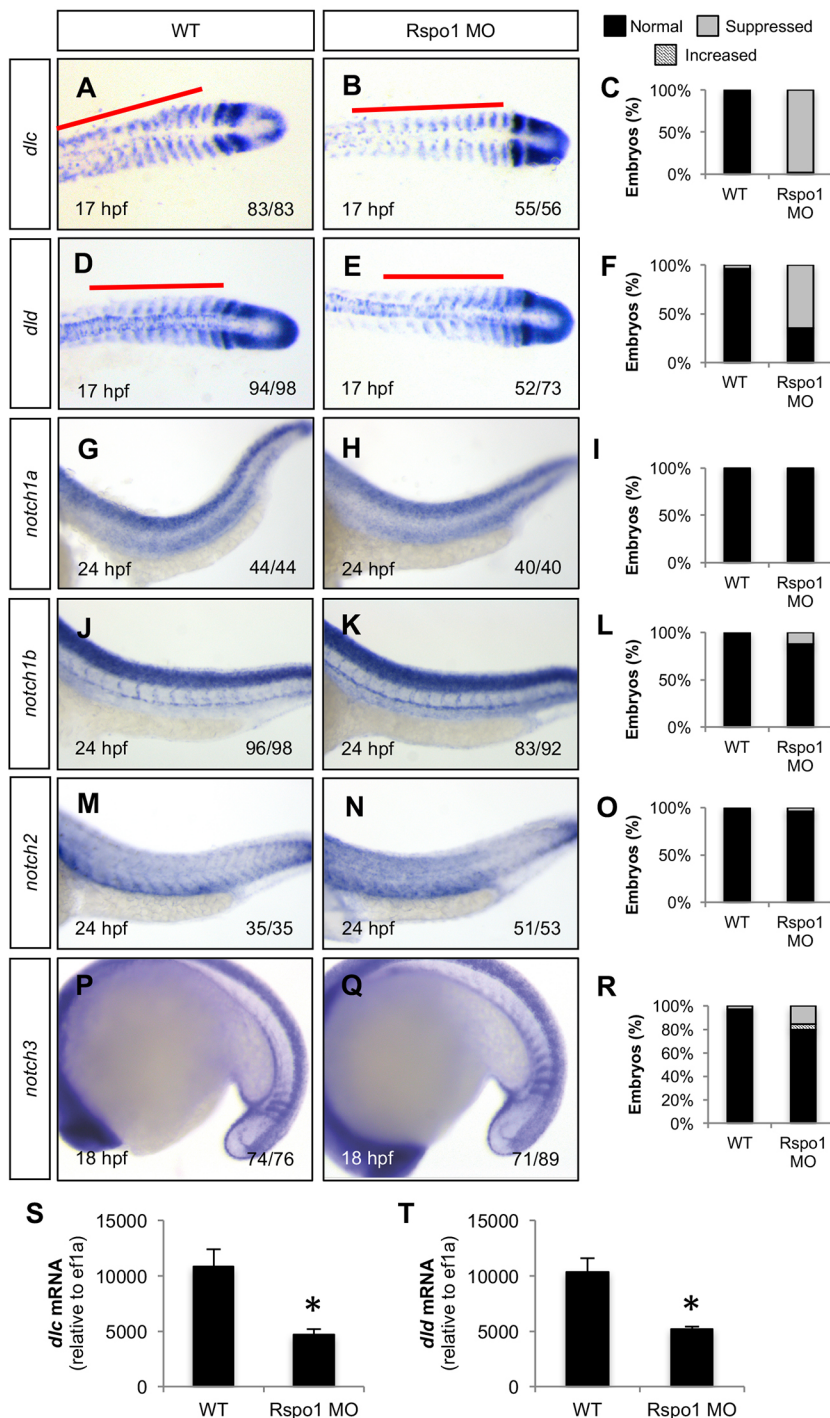 WT
Rspo1 MO
Normal
Suppressed
Increased
dlc
A
17 hpf
83/83
B
17 hpf
55/56
C
Embryos (%)
100%
50%
0%
WT
Rspo1 MO
dld
D
17 hpf
94/98
E
17 hpf
52/73
F
Embryos (%)
100%
50%
0%
WT
Rspo1 MO
notch1a
G
24 hpf
44/44
H
24 hpf
40/40
I
Embryos (%)
100%
50%
0%
WT
Rspo1 MO
notch1b
J
24 hpf
96/98
K
24 hpf
83/92
L
Embryos (%)
100%
50%
0%
WT
Rspo1 MO
notch2
M
24 hpf
35/35
N
24 hpf
51/53
O
Embryos (%)
100%
50%
0%
WT
Rspo1 MO
notch3
P
18 hpf
74/76
Q
18 hpf
71/89
R
Embryos (%)
100%
80%
60%
40%
20%
0%
WT
Rspo1 MO
S
dlc mRNA
(relative to ef1a)
15000
10000
5000
0
*
WT
Rspo1 MO
T
dld mRNA
(relative to ef1a)
15000
10000
5000
0
*
WT
Rspo1 MO